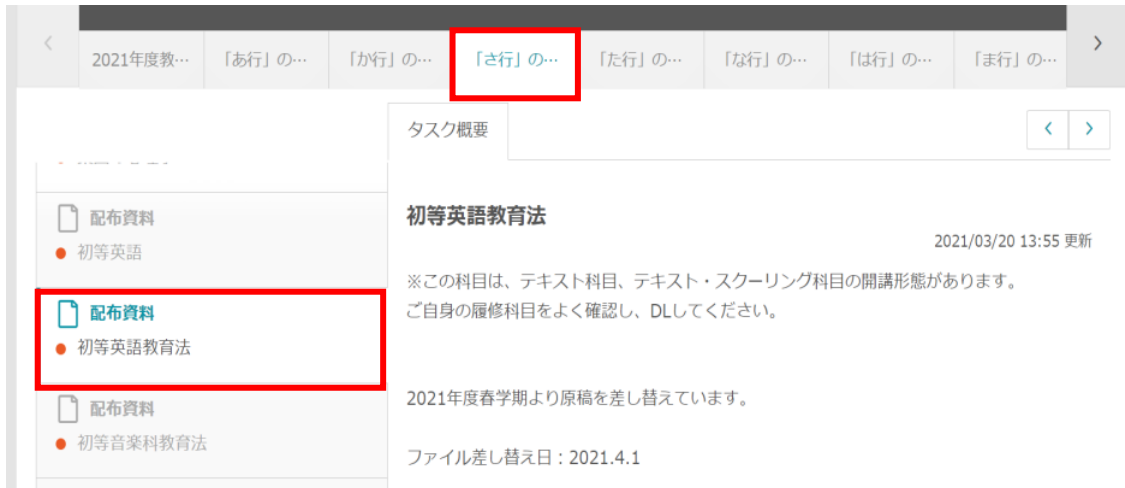 2021年度教…
「あ行」の…
「か行」の…
「さ行」の…
「た行」の…
「な行」の…
「は行」の…
「ま行」の…
タスク概要
配布資料
初等英語
配布資料
初等英語教育法
配布資料
初等音楽科教育法
初等英語教育法
2021/03/20 13:55 更新
※この科目は、テキスト科目、テキスト・スクーリング科目の開講形態があります。
ご自身の履修科目をよく確認し、DLしてください。
2021年度春学期より原稿を差し替えています。
ファイル差し替え日：2021.4.1